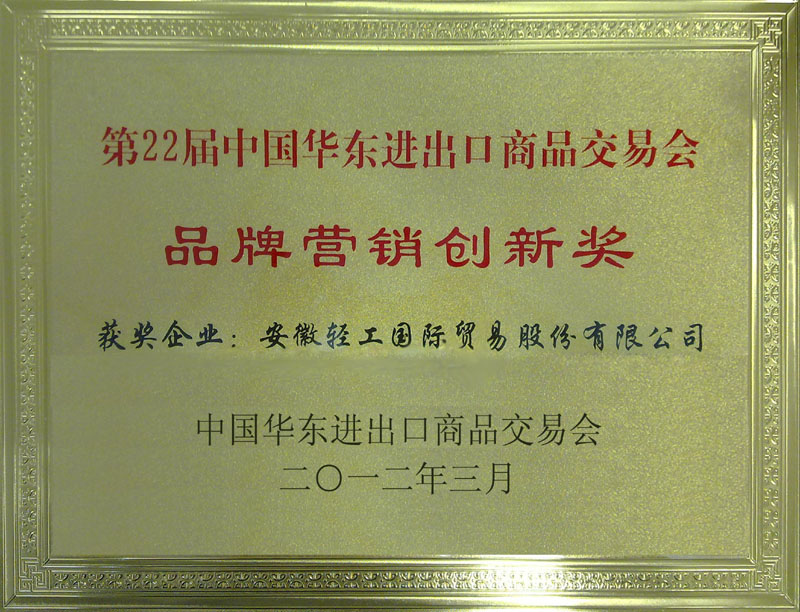 第22届中国华东进出口商品交易会
品牌营销创新奖
获奖企业：安徽轻工国际贸易股份有限公司
中国华东进出口商品交易会
二〇一二年三月